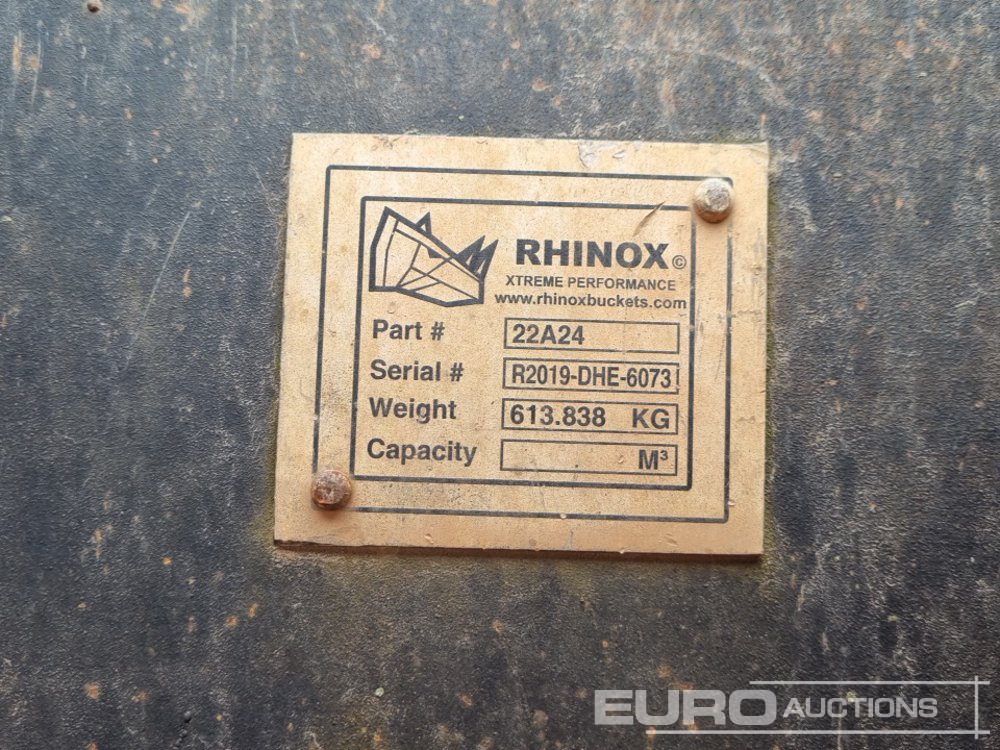 RHINOX©
XTREME PERFORMANCE
www.rhinoxbuckets.com
Part # 22A24
Serial # R2019-DHE-6073
Weight 613.838 KG
Capacity M³
EURO AUCTIONS